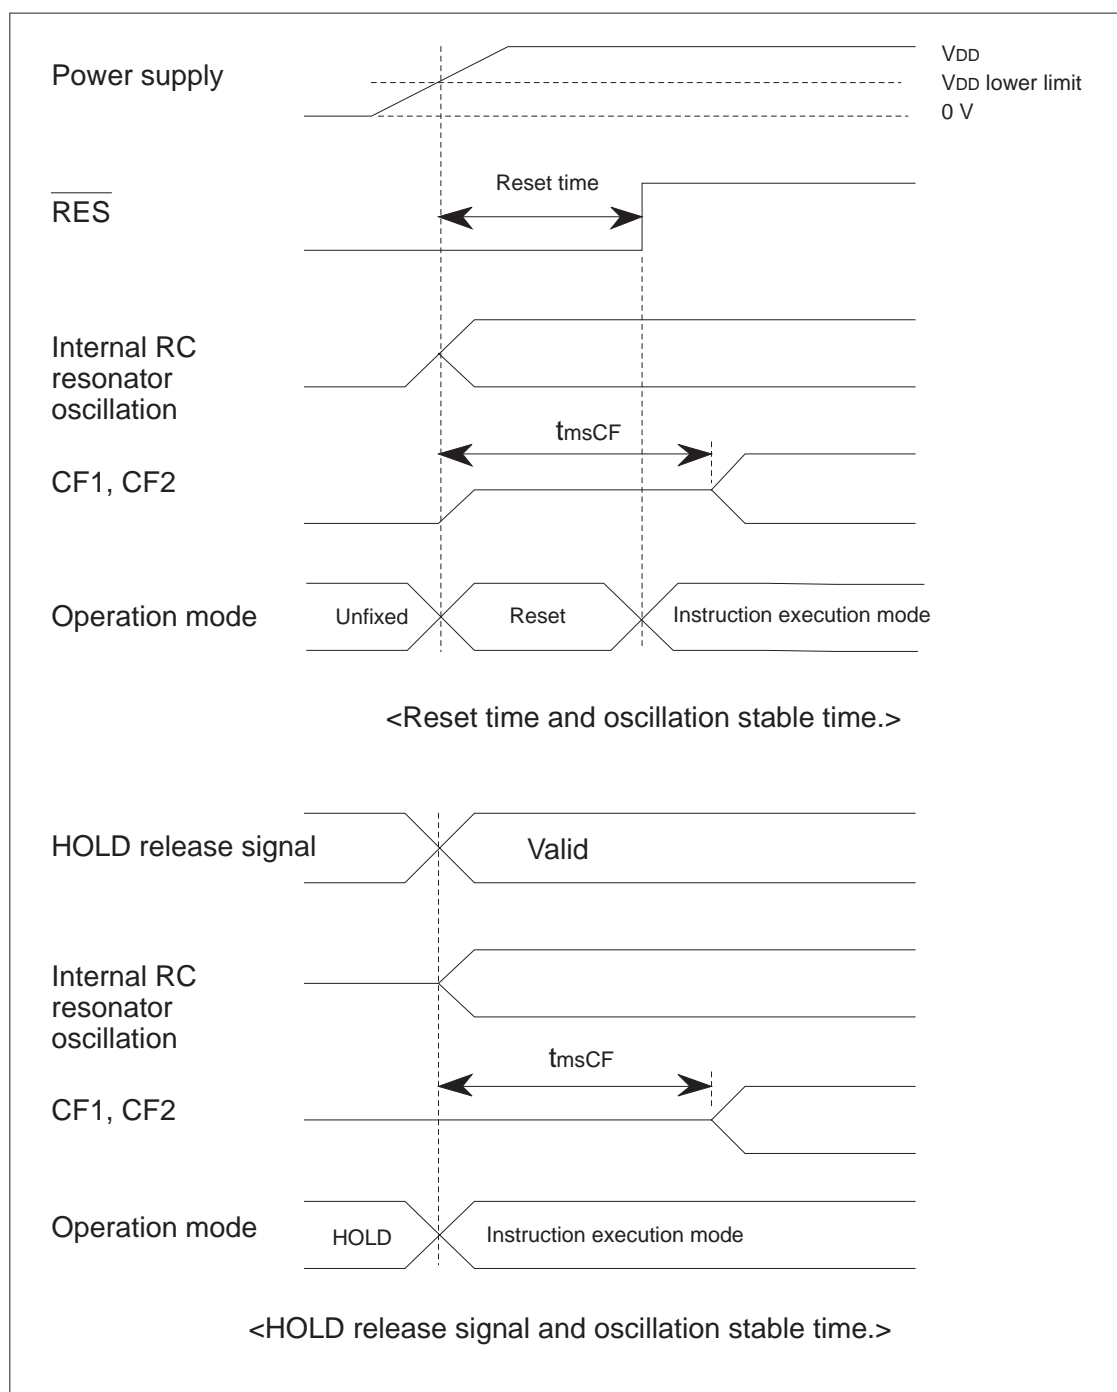 VDD
Power supply
VDD lower limit
0 V
Reset time
RES
Internal RC
resonator
oscillation
tmsCF
CF1, CF2
Operation mode
Unfixed
Reset
Instruction execution mode
<Reset time and oscillation stable time.>
HOLD release signal
Valid
Internal RC
resonator
oscillation
tmsCF
CF1, CF2
Operation mode
HOLD
Instruction execution mode
<HOLD release signal and oscillation stable time.>